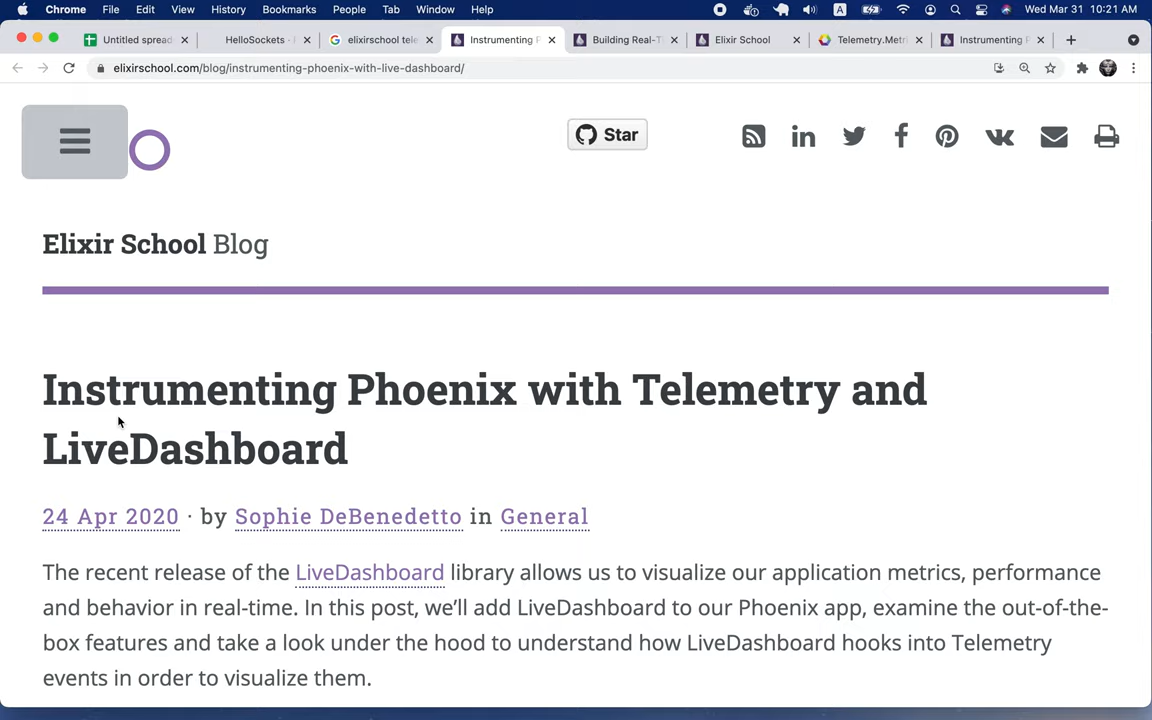 Chrome File Edit View History Bookmarks People Tab Window Help A Wed Mar 31 10:21 AM
Untitled spread HelloSockets · elixirschool tele Instrumenting P Building Real-T Elixir School Telemetry.Metri Instrumenting P
elixirschool.com/blog/instrumenting-phoenix-with-live-dashboard/
Star
Elixir School Blog
Instrumenting Phoenix with Telemetry and
LiveDashboard
24 Apr 2020 · by Sophie DeBenedetto in General
The recent release of the LiveDashboard library allows us to visualize our application metrics, performance
and behavior in real-time. In this post, we’ll add LiveDashboard to our Phoenix app, examine the out-of-the-
box features and take a look under the hood to understand how LiveDashboard hooks into Telemetry
events in order to visualize them.